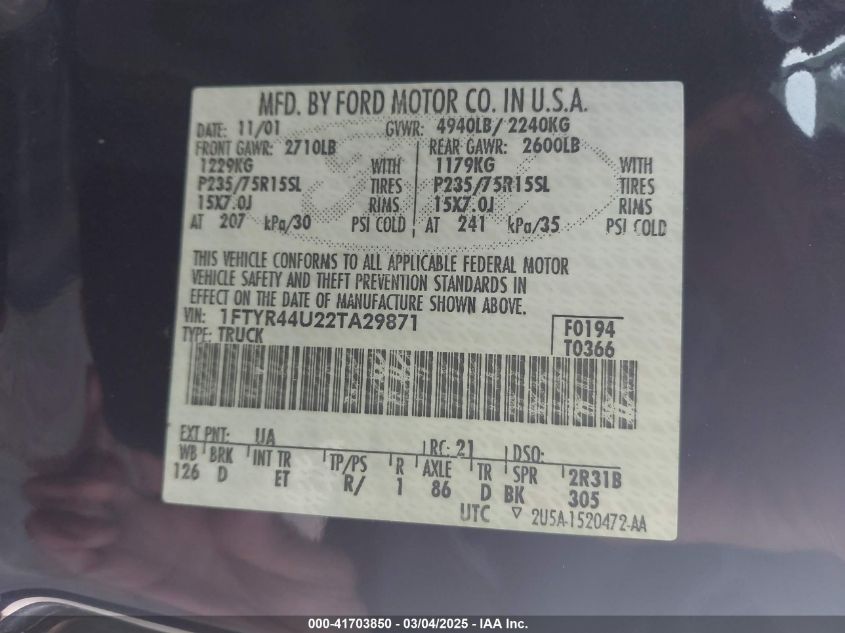 MFD. BY FORD MOTOR CO. IN U.S.A.
DATE: 11/01 GVWR: 4940LB/ 2240KG
FRONT GAWR: 2710LB REAR GAWR: 2600LB
1229KG WITH 1179KG WITH
P235/75R15SL TIRES P235/75R15SL TIRES
15X7.0J RIMS 15X7.0J RIMS
AT 207 kPa/30 PSI COLD AT 241 kPa/35 PSI COLD
THIS VEHICLE CONFORMS TO ALL APPLICABLE FEDERAL MOTOR
VEHICLE SAFETY AND THEFT PREVENTION STANDARDS IN
EFFECT ON THE DATE OF MANUFACTURE SHOWN ABOVE.
VIN: 1FTYR44U22TA29871
TYPE: TRUCK
F0194
T0366
EXT PNT: UA RC: 21 DSO:
WB BRK INT TR TP/PS R AXLE TR SPR 2R31B
126 D ET R/ 1 86 D BK 305
UTC ▽ 2U5A-1520472-AA
000-41703850 - 03/04/2025 - IAA Inc.